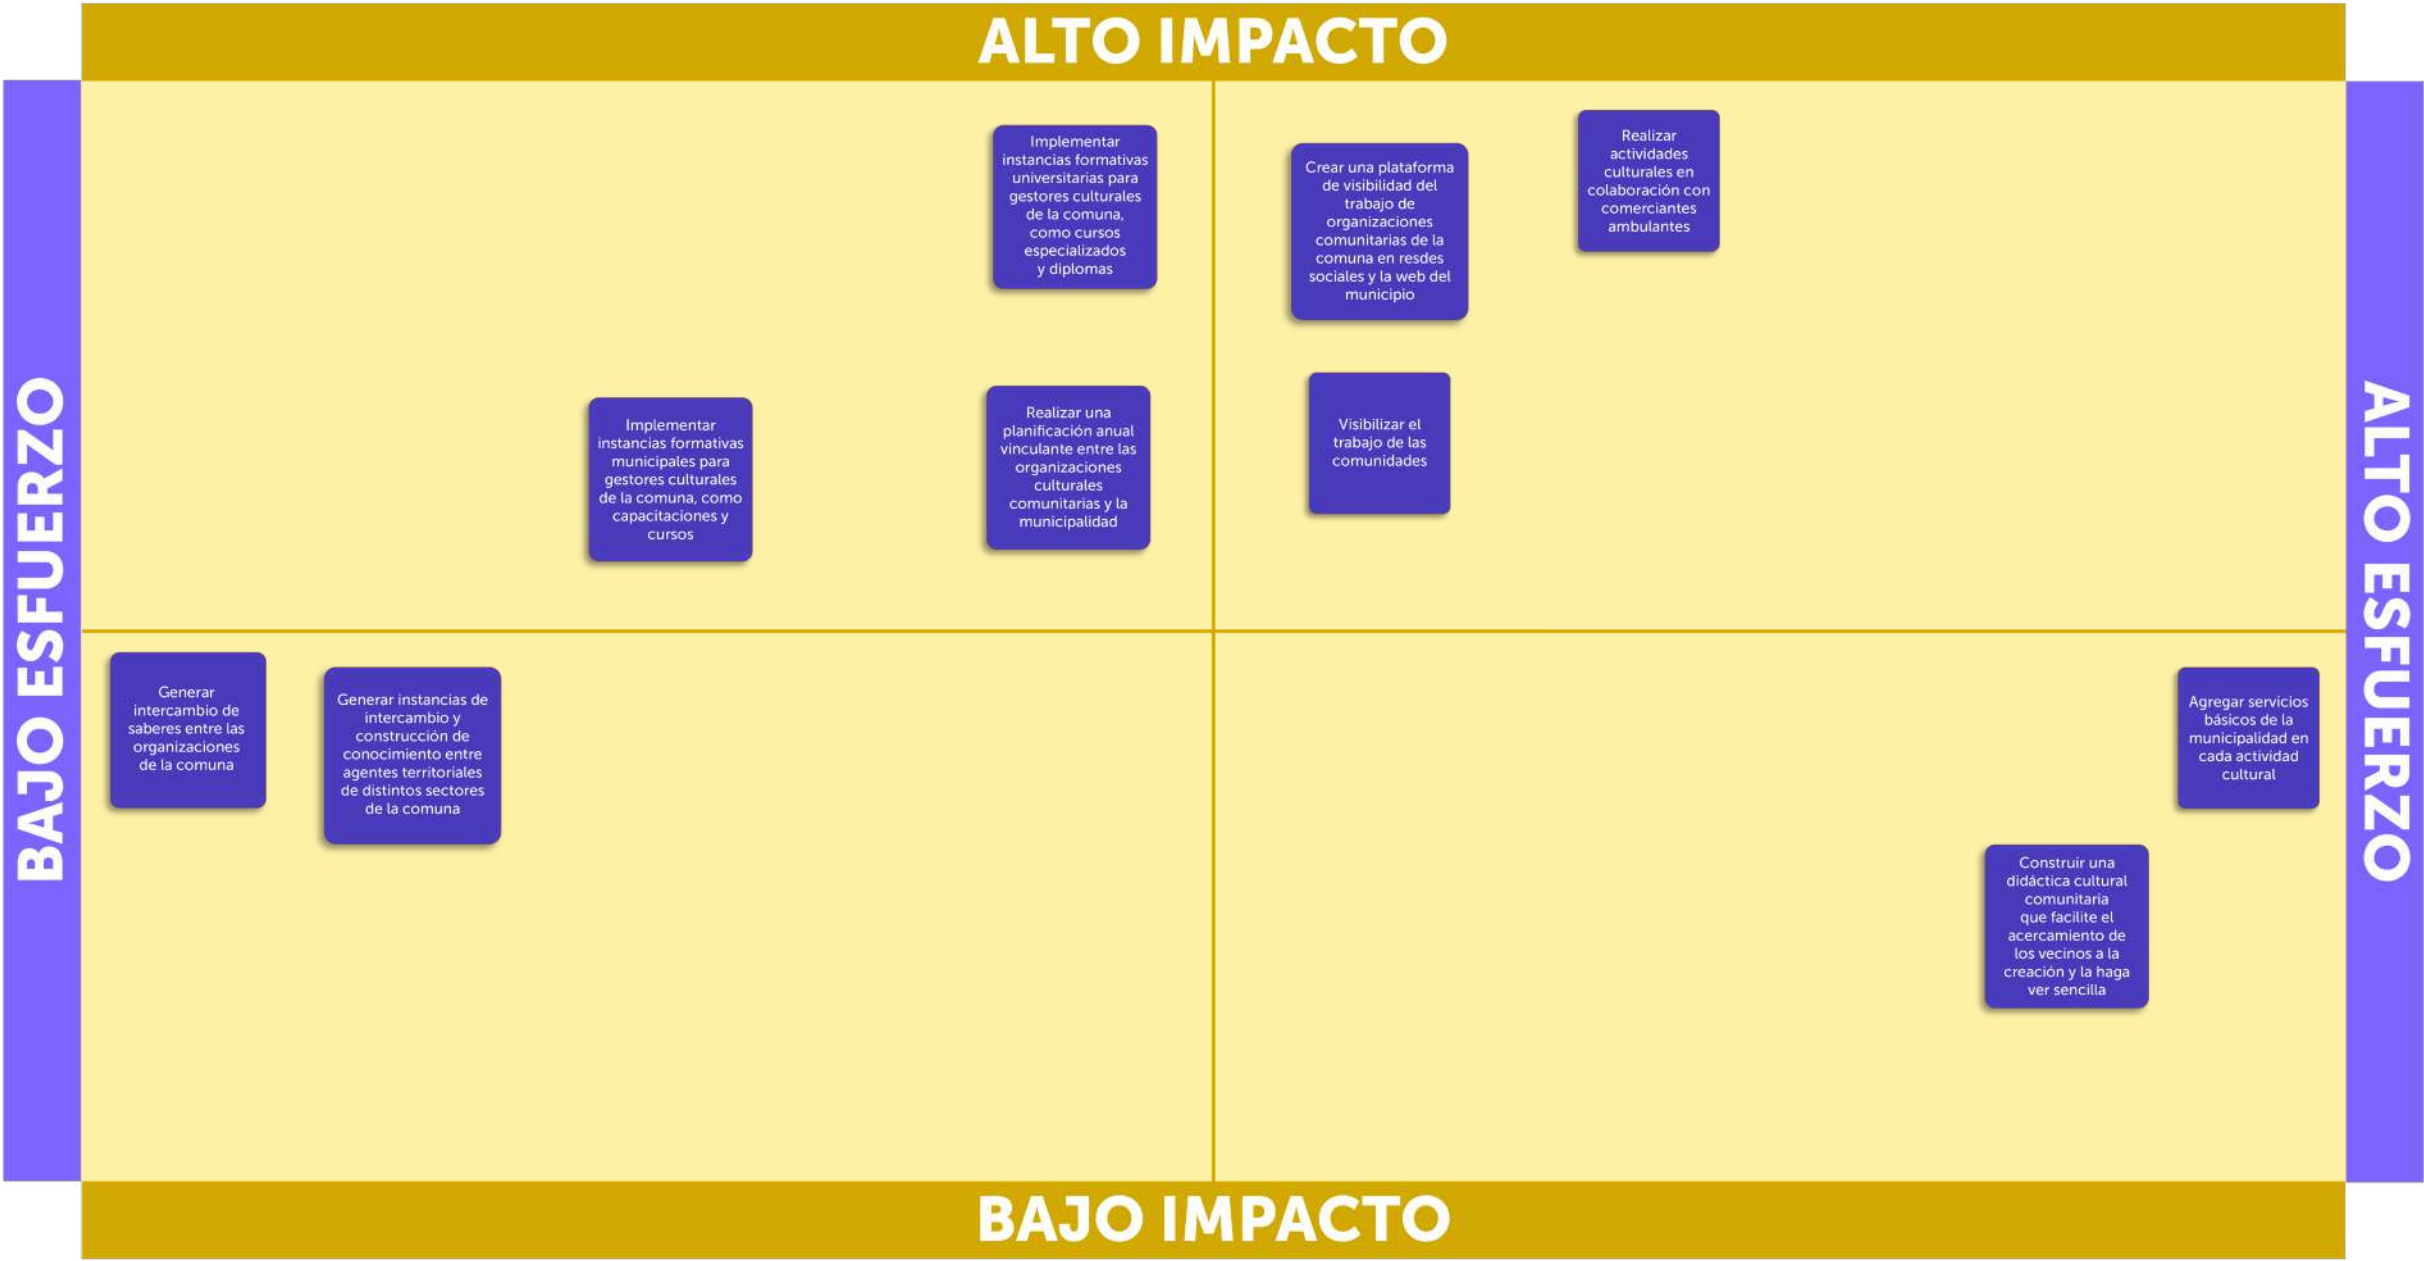 ALTO IMPACTO
BAJO ESFUERZO
Implementar
instancias formativas
universitarias para
gestores culturales
de la comuna,
como cursos
especializados
y diplomas
Crear una plataforma
de visibilidad del
trabajo de
organizaciones
comunitarias de la
comuna en resdes
sociales y la web del
municipio
Realizar
actividades
culturales en
colaboración con
comerciantes
ambulantes
Implementar
instancias formativas
municipales para
gestores culturales
de la comuna, como
capacitaciones y
cursos
Realizar una
planificación anual
vinculante entre las
organizaciones
culturales
comunitarias y la
municipalidad
Visibilizar el
trabajo de las
comunidades
ALTO ESFUERZO
Generar
intercambio de
saberes entre las
organizaciones
de la comuna
Generar instancias de
intercambio y
construcción de
conocimiento entre
agentes territoriales
de distintos sectores
de la comuna
Agregar servicios
básicos de la
municipalidad en
cada actividad
cultural
Construir una
didáctica cultural
comunitaria
que facilite el
acercamiento de
los vecinos a la
creación y la haga
ver sencilla
BAJO IMPACTO